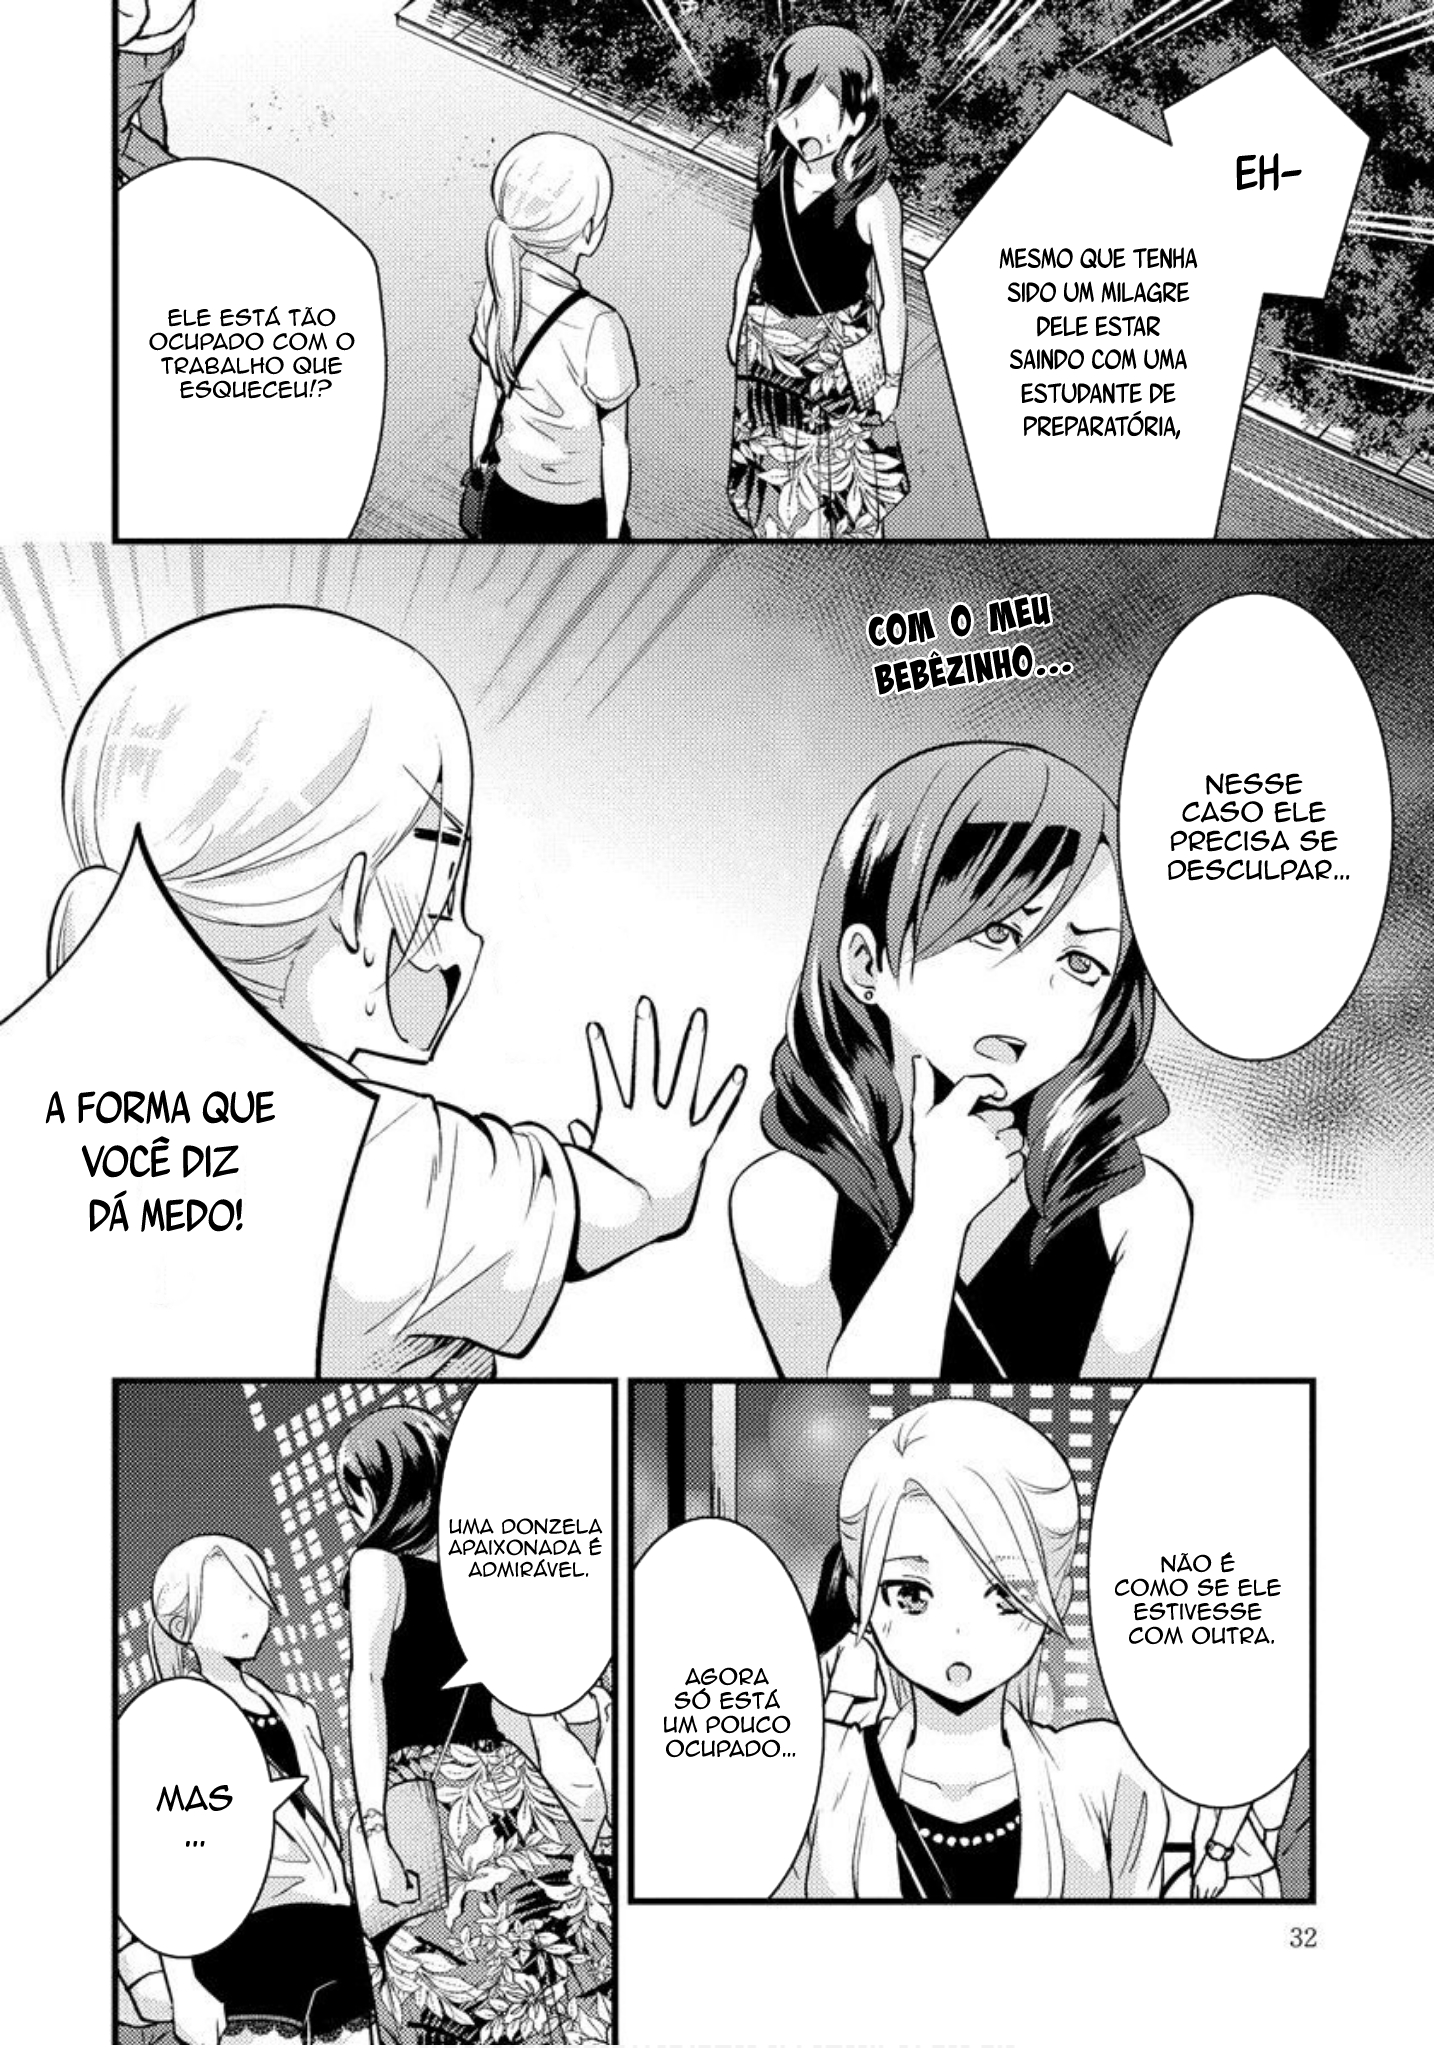 EH-
MESMO QUE TENHA
SIDO UM MILAGRE
DELE ESTAR
SAINDO COM UMA
ESTUDANTE DE
PREPARATÓRIA,
ELE ESTÁ TÃO
OCUPADO COM O
TRABALHO QUE
ESQUECEU!?
COM O MEU
BEBÊZINHO...
NESSE
CASO ELE
PRECISA SE
DESCULPAR...
A FORMA QUE
VOCÊ DIZ
DÁ MEDO!
NÃO É
COMO SE ELE
ESTIVESSE
COM OUTRA.
AGORA
SÓ ESTÁ
UM POUCO
OCUPADO...
UMA DONZELA
APAIXONADA É
ADMIRÁVEL.
MAS
...
32